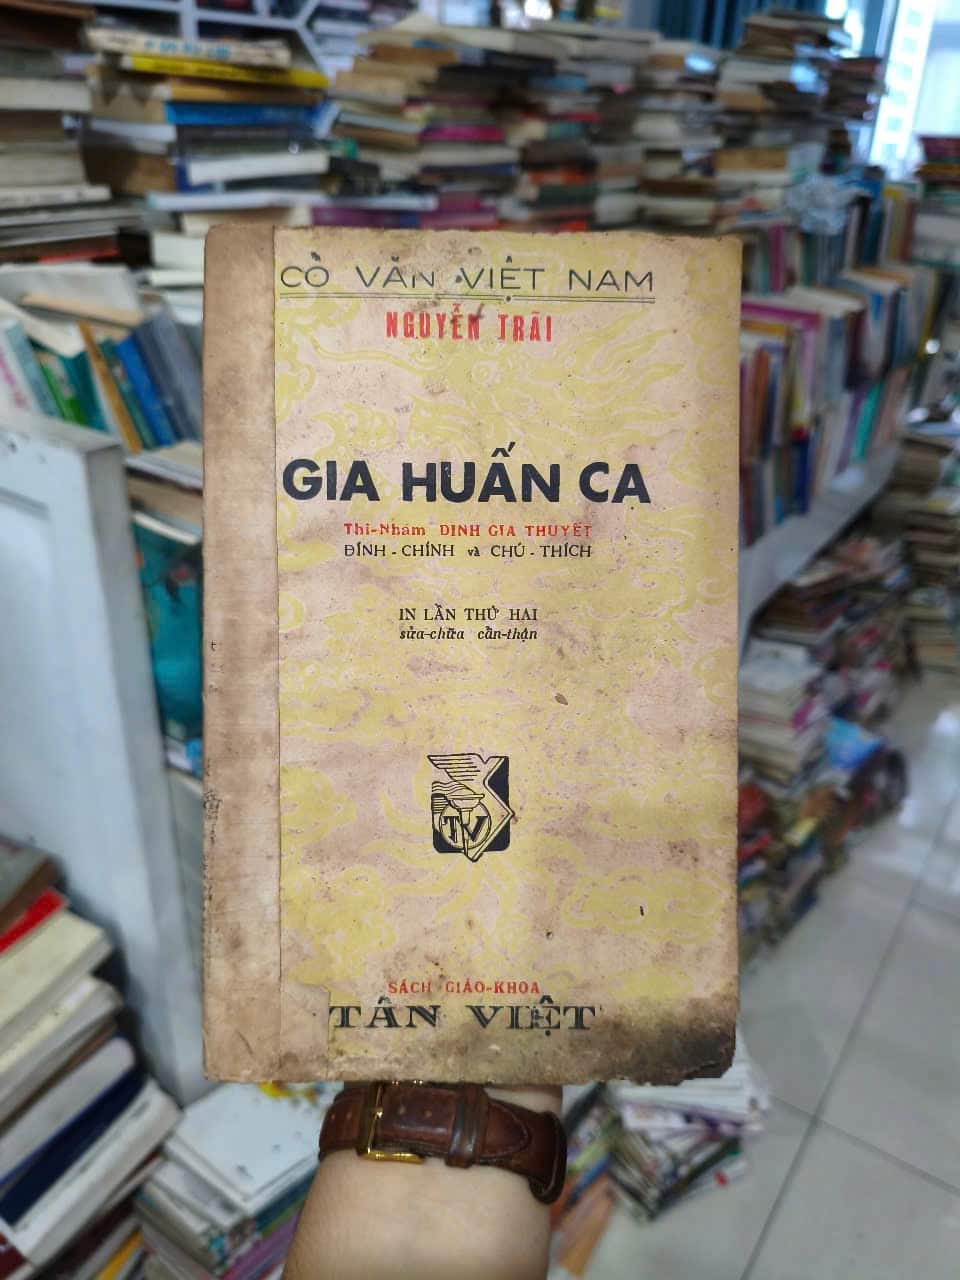 CỔ VĂN VIỆT NAM
NGUYỄN TRÃI
GIA HUẤN CA
Thi-Nham ĐINH GIA THUYẾT
ĐÍNH - CHÍNH và CHÚ - THÍCH
IN LẦN THỨ HAI
sửa-chữa cẩn-thận
TV
SÁCH GIÁO-KHOA
TÂN VIỆT